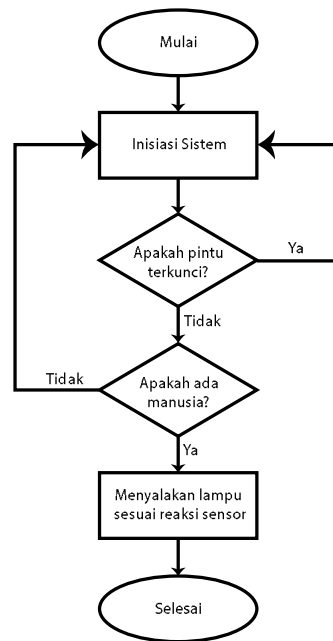 Mulai
Inisiasi Sistem
Apakah pintu
terkunci?
Ya
Tidak
Tidak
Apakah ada
manusia?
Ya
Menyalakan lampu
sesuai reaksi sensor
Selesai